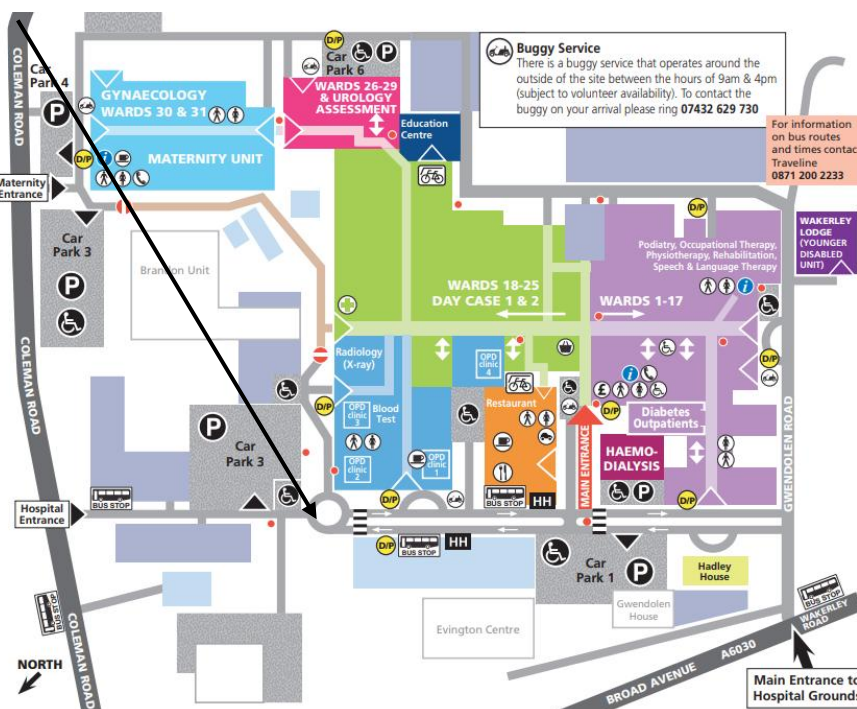 Buggy Service
There is a buggy service that operates around the
outside of the site between the hours of 9am & 4pm
(subject to volunteer availability). To contact the
buggy on your arrival please ring 07432 629 730
COLEMAN ROAD
D/P
Car
Park 4
P
Car
Park 6
P
GYNAECOLOGY
WARDS 30 & 31
WARDS 26-29
& UROLOGY
ASSESSMENT
Education
Centre
For information
on bus routes
and times contac
Traveline
0871 200 2233
D/P
i
MATERNITY UNIT
Maternity
Entrance
Car
Park 3
P
Brandon Unit
D/P
Podiatry, Occupational Therapy,
Physiotherapy, Rehabilitation,
Speech & Language Therapy
i
WAKERLEY
LODGE
(YOUNGER
DISABLED
UNIT)
WARDS 18-25
DAY CASE 1 & 2
WARDS 1-17
COLEMAN ROAD
Radiology
(X-ray)
OPD
clinic
4
D/P
i
£
D/P
OPD
clinic
3
Blood
Test
Restaurant
D/P
Diabetes
Outpatients
GWENDOLEN ROAD
P
Car
Park 3
OPD
clinic
2
OPD
clinic
1
MAIN ENTRANCE
HAEMO-
DIALYSIS
P
BUS STOP
Hospital
Entrance
D/P
BUS STOP
HH
D/P
D/P
BUS STOP
HH
Car
Park 1
P
Hadley
House
Gwendolen
House
BUS STOP
BUS STOP
WAKERLEY
ROAD
COLEMAN ROAD
Evington Centre
NORTH
BROAD AVENUE A6030
Main Entrance to
Hospital Grounds